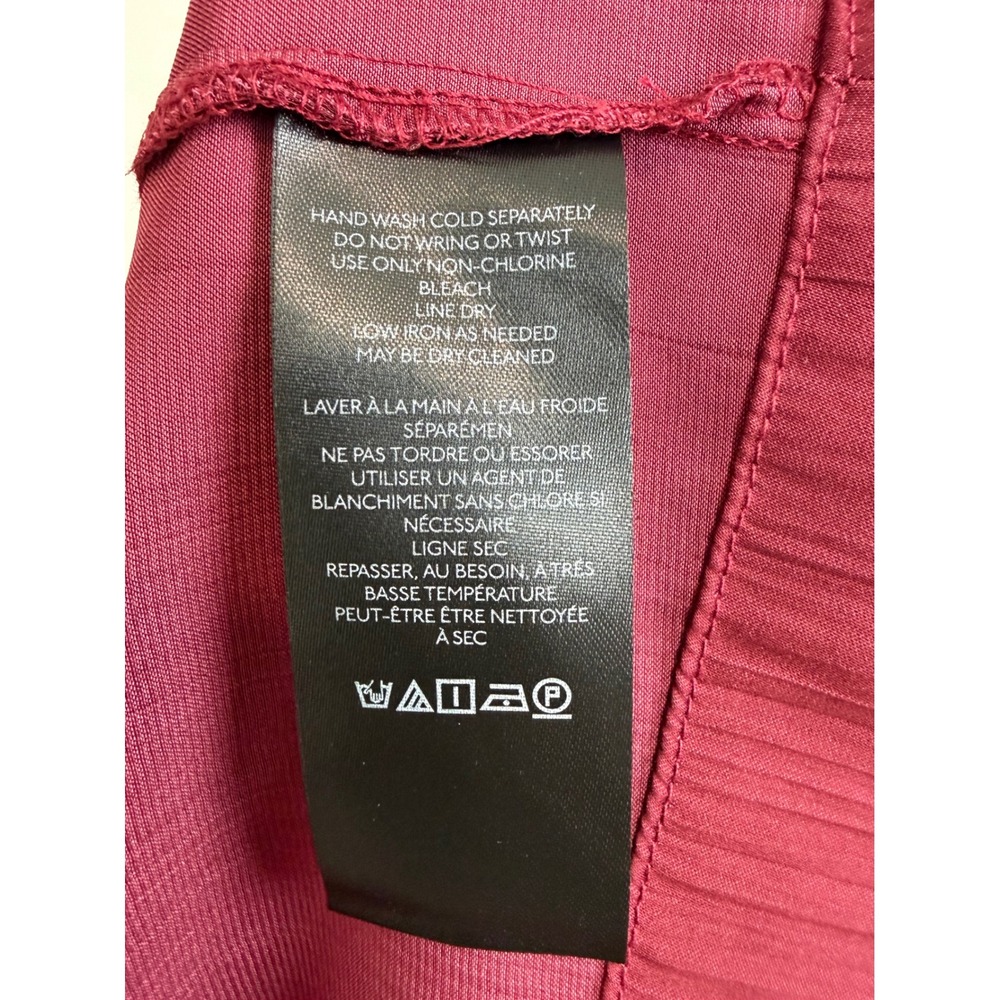 HAND WASH COLD SEPARATELY
DO NOT WRING OR TWIST
USE ONLY NON-CHLORINE
BLEACH
LINE DRY
LOW IRON AS NEEDED
MAY BE DRY CLEANED
LAVER À LA MAIN À L'EAU FROIDE
SÉPARÉMEN
NE PAS TORDRE OU ESSORER
UTILISER UN AGENT DE
BLANCHIMENT SANS CHLORE SI
NÉCESSAIRE
LIGNE SEC
REPASSER, AU BESOIN, À TRÈS
BASSE TEMPÉRATURE
PEUT-ÊTRE ÊTRE NETTOYÉE
À SEC
P